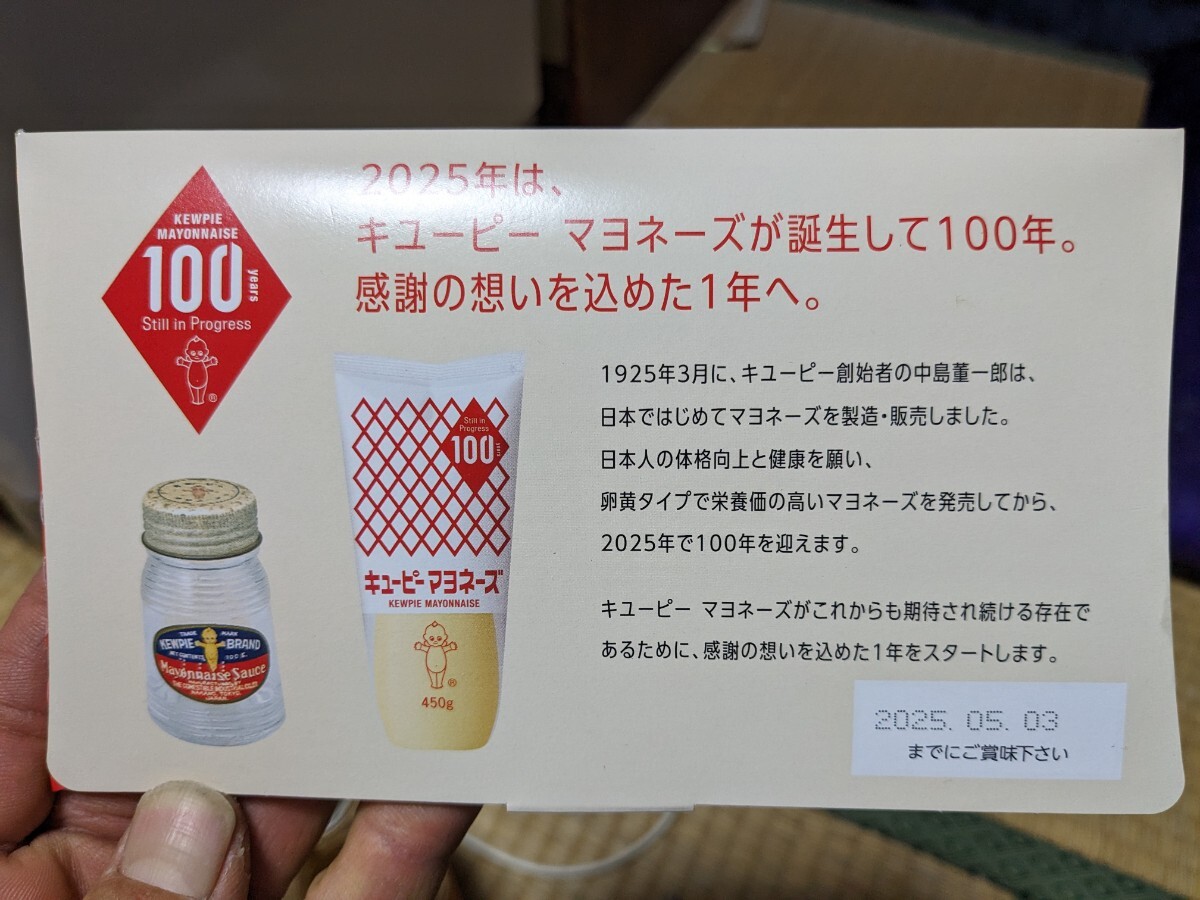 KEWPIE
MAYONNAISE
100
years
Still in Progress
®
2025年は、
キユーピー マヨネーズが誕生して100年。
感謝の想いを込めた1年へ。
1925年3月に、キユーピー創始者の中島董一郎は、
日本ではじめてマヨネーズを製造・販売しました。
日本人の体格向上と健康を願い、
卵黄タイプで栄養価の高いマヨネーズを発売してから、
2025年で100年を迎えます。
キユーピー マヨネーズがこれからも期待され続ける存在で
あるために、感謝の想いを込めた1年をスタートします。
Still in
Progress
100
years
キユーピー マヨネーズ
KEWPIE MAYONNAISE
®
450g
TRADE MARK
KEWPIE BRAND
Mayonnaise Sauce
JAPAN
2025. 05. 03
までにご賞味下さい